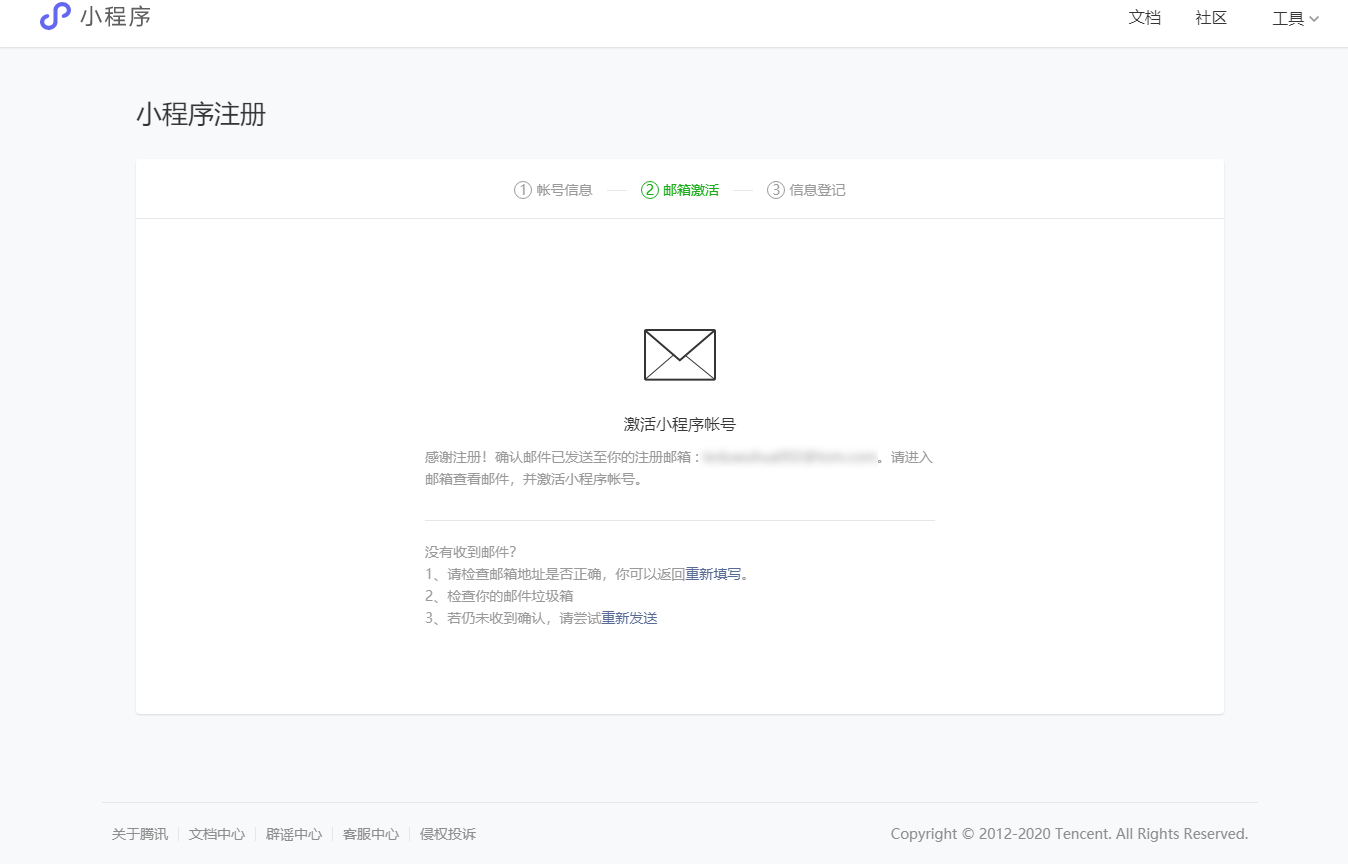 小程序
文档 社区 工具
小程序注册
1 帐号信息 2 邮箱激活 3 信息登记
激活小程序帐号
感谢注册！确认邮件已发送至你的注册邮箱： 。请进入
邮箱查看邮件，并激活小程序帐号。
没有收到邮件？
1、请检查邮箱地址是否正确，你可以返回重新填写。
2、检查你的邮件垃圾箱
3、若仍未收到确认，请尝试重新发送
关于腾讯 文档中心 辟谣中心 客服中心 侵权投诉
Copyright © 2012-2020 Tencent. All Rights Reserved.